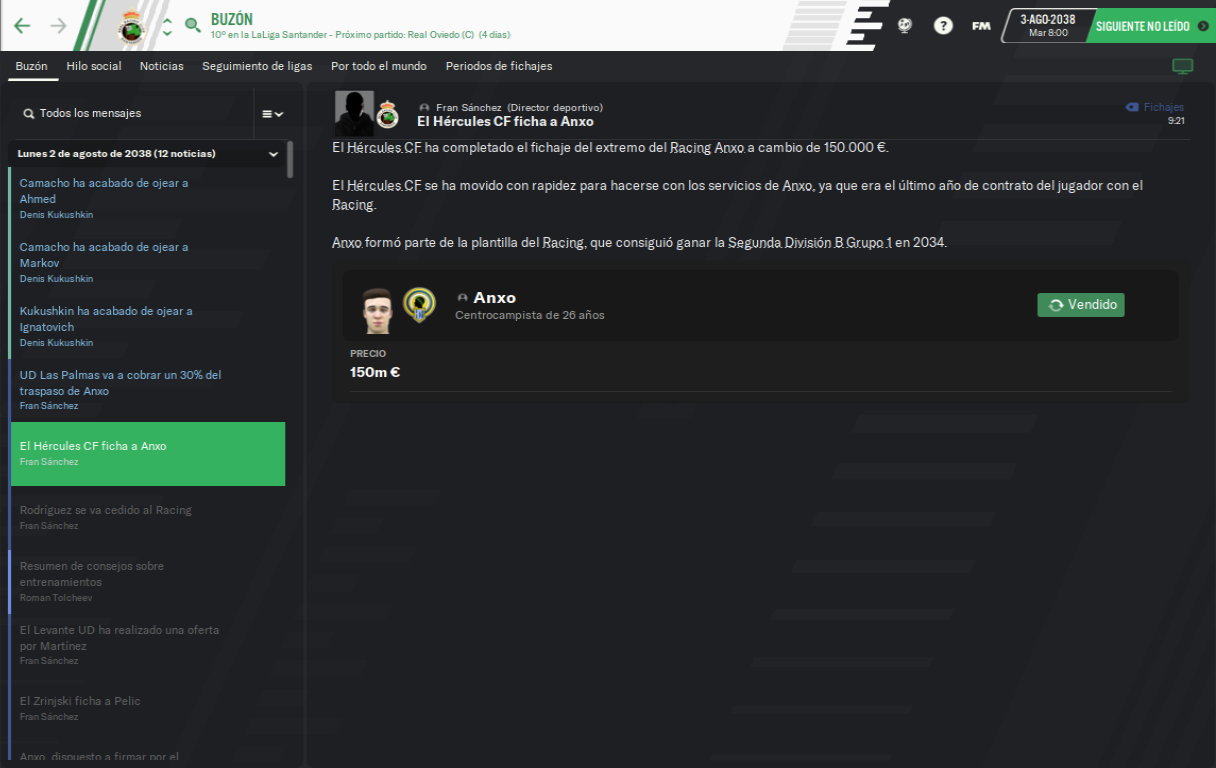 BUZÓN
10º en la LaLiga Santander - Próximo partido: Real Oviedo (C) (4 días)
?
FM
3-AGO-2038
Mar 8:00
SIGUIENTE NO LEÍDO
Buzón
Hilo social
Noticias
Seguimiento de ligas
Por todo el mundo
Periodos de fichajes
Todos los mensajes
Lunes 2 de agosto de 2038 (12 noticias)
Camacho ha acabado de ojear a
Ahmed
Denis Kukushkin
Camacho ha acabado de ojear a
Markov
Denis Kukushkin
Kukushkin ha acabado de ojear a
Ignatovich
Denis Kukushkin
UD Las Palmas va a cobrar un 30% del
traspaso de Anxo
Fran Sánchez
El Hércules CF ficha a Anxo
Fran Sánchez
Rodríguez se va cedido al Racing
Fran Sánchez
Resumen de consejos sobre
entrenamientos
Roman Tolcheev
El Levante UD ha realizado una oferta
por Martínez
Fran Sánchez
El Zrinjski ficha a Pelic
Fran Sánchez
Anxo, dispuesto a firmar por el
Fran Sánchez (Director deportivo)
El Hércules CF ficha a Anxo
Fichajes
9:21
El Hércules CF ha completado el fichaje del extremo del Racing Anxo a cambio de 150.000 €.
El Hércules CF se ha movido con rapidez para hacerse con los servicios de Anxo, ya que era el último año de contrato del jugador con el
Racing.
Anxo formó parte de la plantilla del Racing, que consiguió ganar la Segunda División B Grupo 1 en 2034.
Anxo
Centrocampista de 26 años
Vendido
PRECIO
150m €